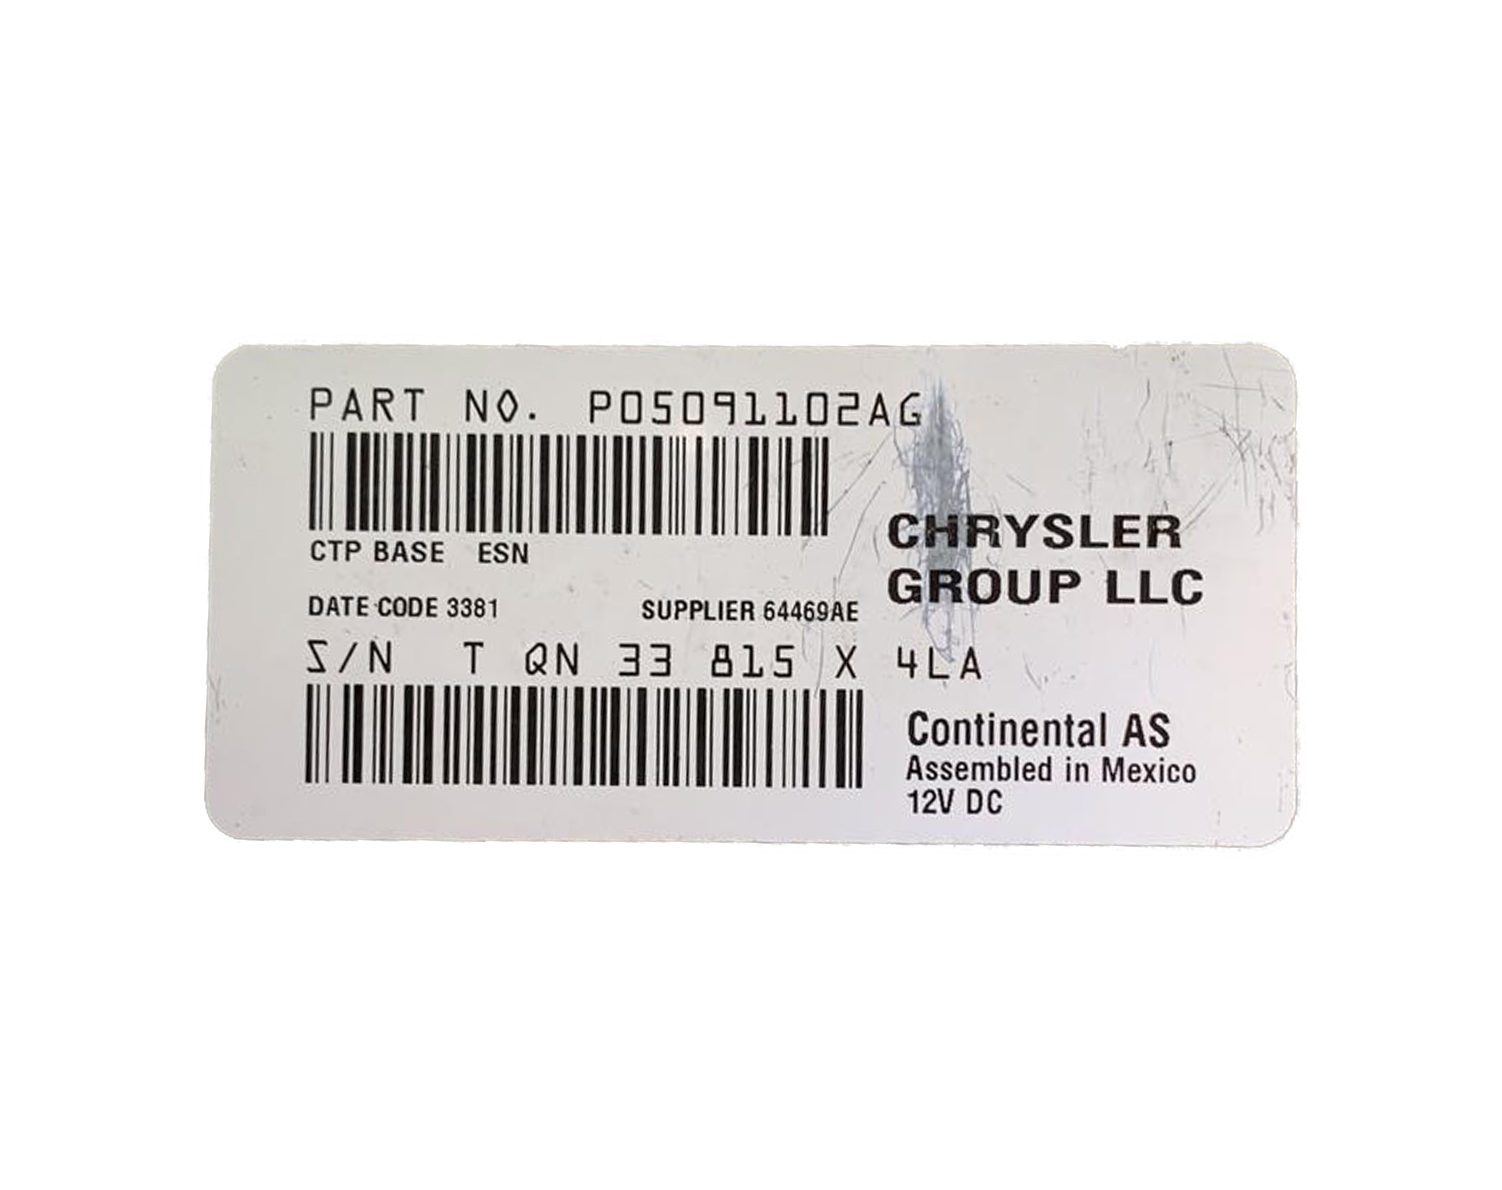 PART NO. P05091102AG
CTP BASE ESN
DATE CODE 3381 SUPPLIER 64469AE
S/N T QN 33 815 X 4LA
CHRYSLER
GROUP LLC
Continental AS
Assembled in Mexico
12V DC